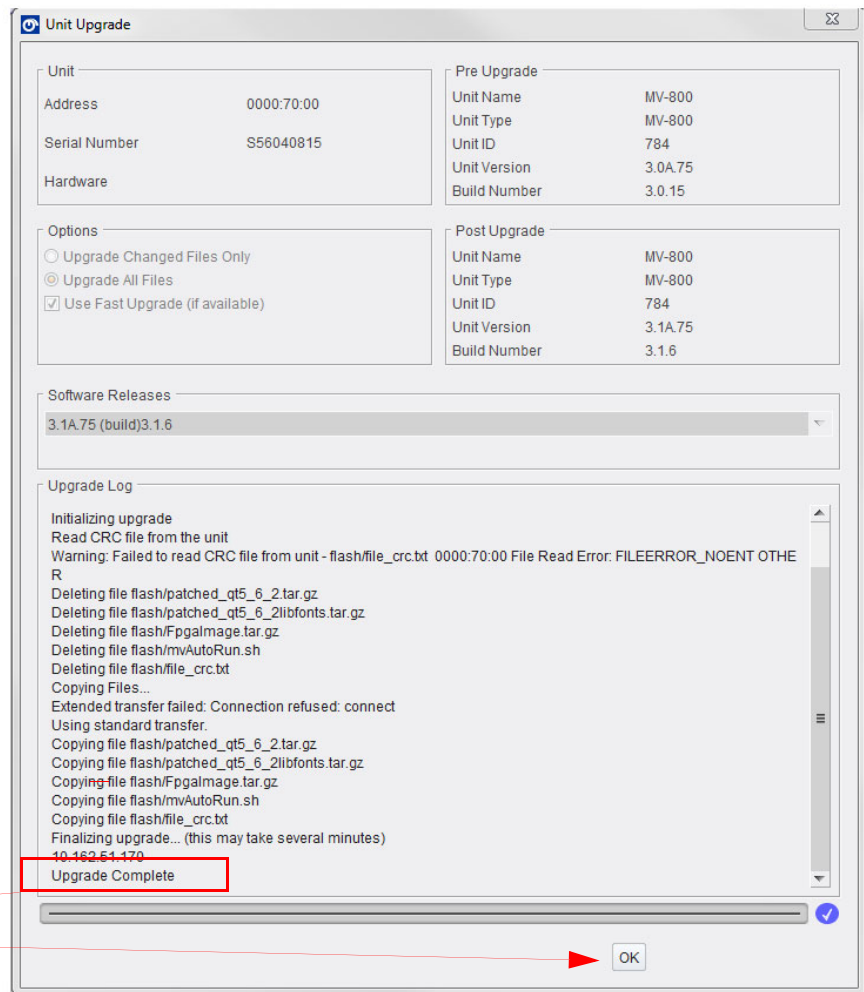 Unit Upgrade
Unit
Address 0000:70:00
Serial Number S56040815
Hardware
Pre Upgrade
Unit Name MV-800
Unit Type MV-800
Unit ID 784
Unit Version 3.0A.75
Build Number 3.0.15
Options
Upgrade Changed Files Only
Upgrade All Files
Use Fast Upgrade (if available)
Post Upgrade
Unit Name MV-800
Unit Type MV-800
Unit ID 784
Unit Version 3.1A.75
Build Number 3.1.6
Software Releases
3.1A.75 (build)3.1.6
Upgrade Log
Initializing upgrade
Read CRC file from the unit
Warning: Failed to read CRC file from unit - flash/file_crc.txt 0000:70:00 File Read Error: FILEERROR_NOENT OTHE
R
Deleting file flash/patched_qt5_6_2.tar.gz
Deleting file flash/patched_qt5_6_2libfonts.tar.gz
Deleting file flash/FpgaImage.tar.gz
Deleting file flash/mvAutoRun.sh
Deleting file flash/file_crc.txt
Copying Files...
Extended transfer failed: Connection refused: connect
Using standard transfer.
Copying file flash/patched_qt5_6_2.tar.gz
Copying file flash/patched_qt5_6_2libfonts.tar.gz
Copying file flash/FpgaImage.tar.gz
Copying file flash/mvAutoRun.sh
Copying file flash/file_crc.txt
Finalizing upgrade... (this may take several minutes)
10.162.51.170
Upgrade Complete
OK